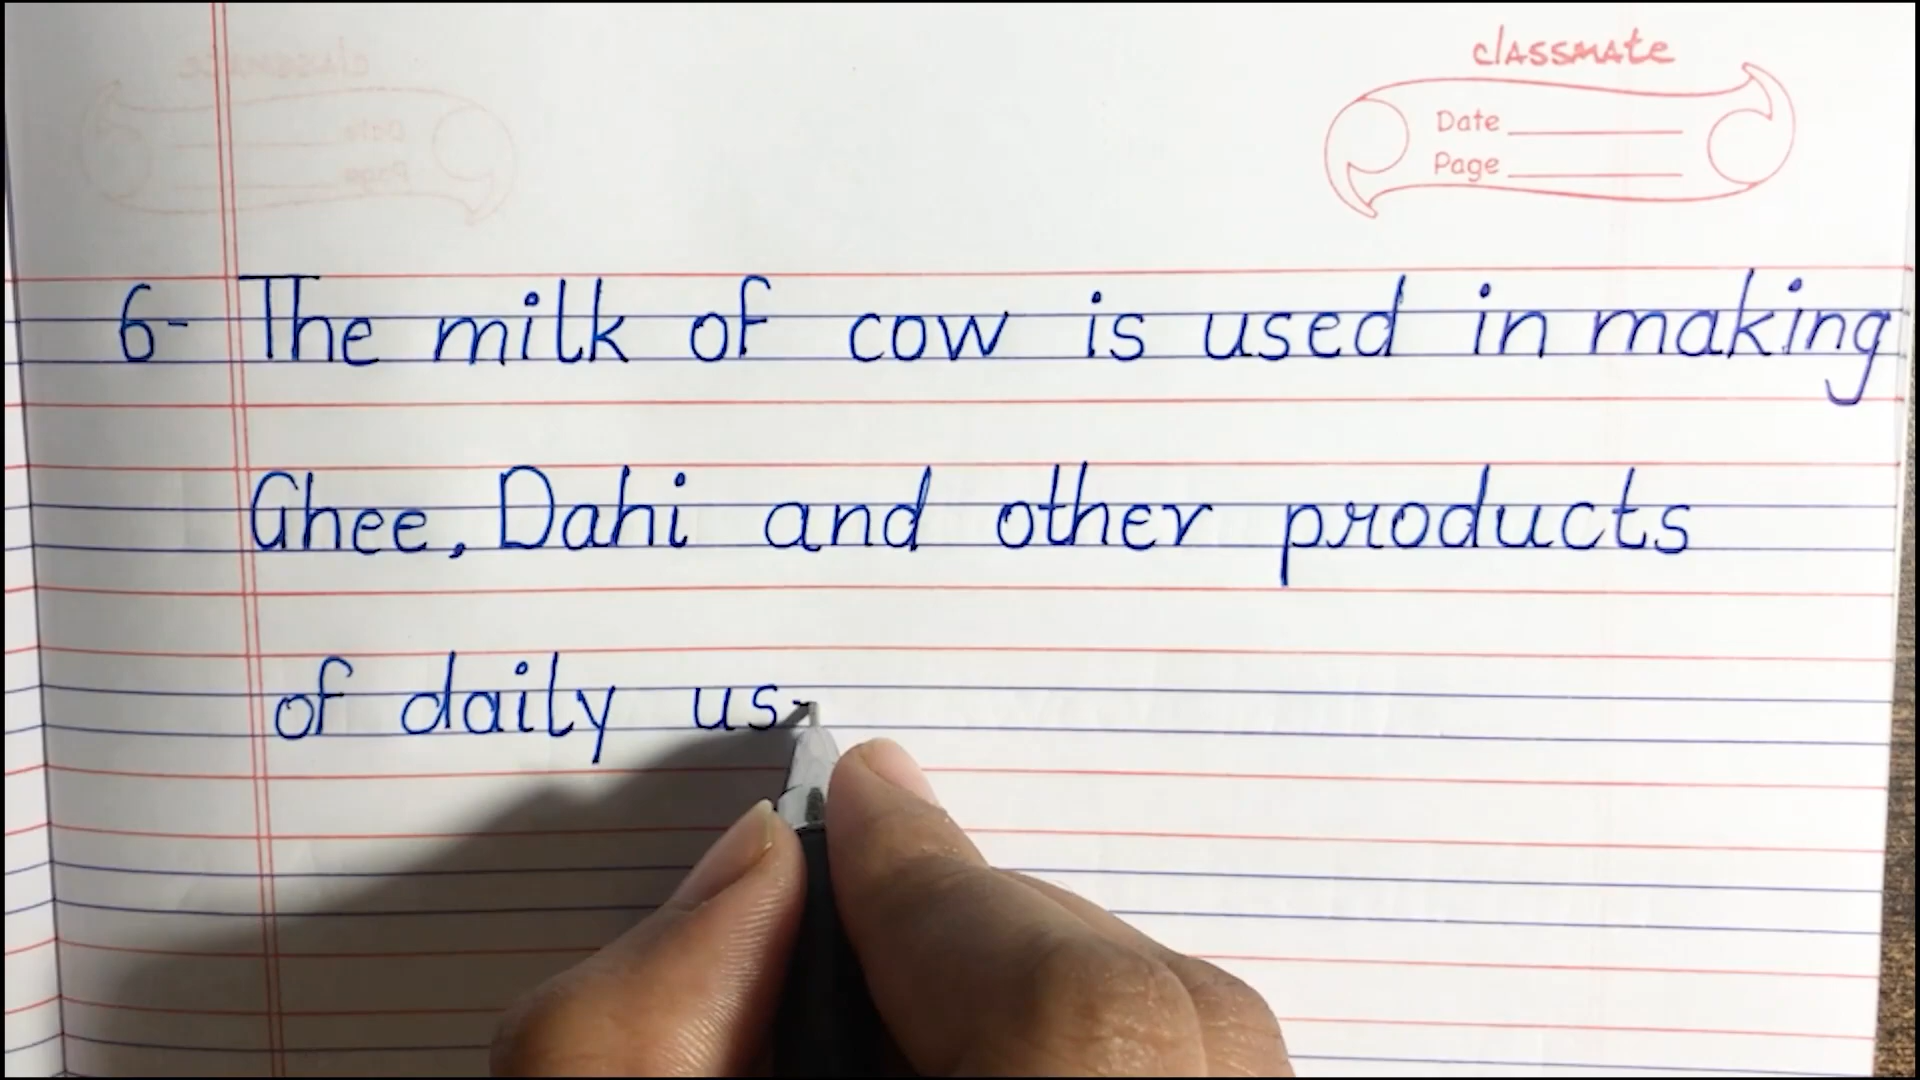 classmate
Date
Page
6- The milk of cow is used in making
Ghee, Dahi and other products
of daily us